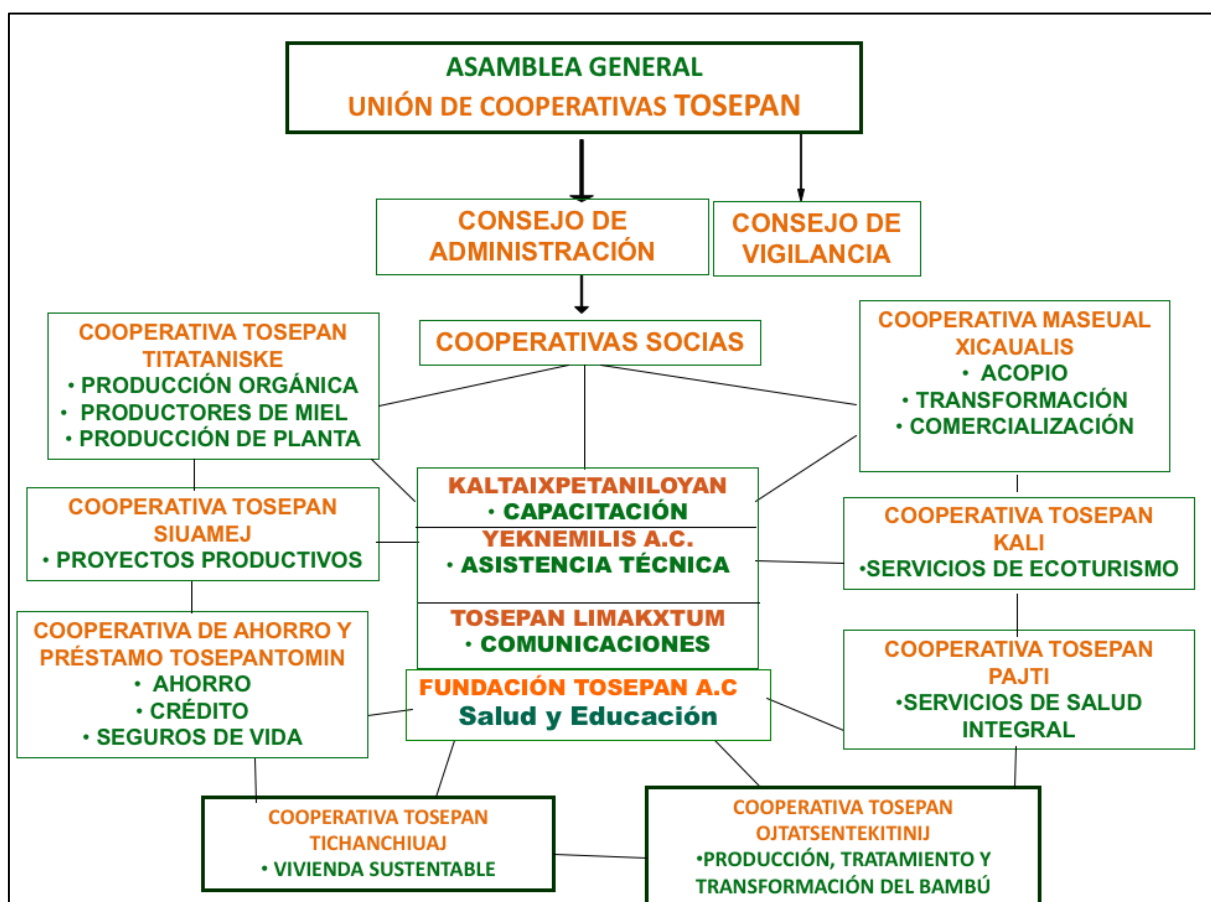 ASAMBLEA GENERAL
UNIÓN DE COOPERATIVAS TOSEPAN
CONSEJO DE
ADMINISTRACIÓN
CONSEJO DE
VIGILANCIA
COOPERATIVAS SOCIAS
COOPERATIVA TOSEPAN
TITATANISKE
• PRODUCCIÓN ORGÁNICA
• PRODUCTORES DE MIEL
• PRODUCCIÓN DE PLANTA
COOPERATIVA MASEUAL
XICAUALIS
• ACOPIO
• TRANSFORMACIÓN
• COMERCIALIZACIÓN
COOPERATIVA TOSEPAN
SIUAMEJ
• PROYECTOS PRODUCTIVOS
KALTAIXPETANILOYAN
• CAPACITACIÓN
YEKNEMILIS A.C.
• ASISTENCIA TÉCNICA
TOSEPAN LIMAKXTUM
• COMUNICACIONES
FUNDACIÓN TOSEPAN A.C
Salud y Educación
COOPERATIVA TOSEPAN
KALI
•SERVICIOS DE ECOTURISMO
COOPERATIVA DE AHORRO Y
PRÉSTAMO TOSEPANTOMIN
• AHORRO
• CRÉDITO
• SEGUROS DE VIDA
COOPERATIVA TOSEPAN
PAJTI
•SERVICIOS DE SALUD
INTEGRAL
COOPERATIVA TOSEPAN
TICHANCHIUAJ
• VIVIENDA SUSTENTABLE
COOPERATIVA TOSEPAN
OJTATSENTEKITINIJ
•PRODUCCIÓN, TRATAMIENTO Y
TRANSFORMACIÓN DEL BAMBÚ